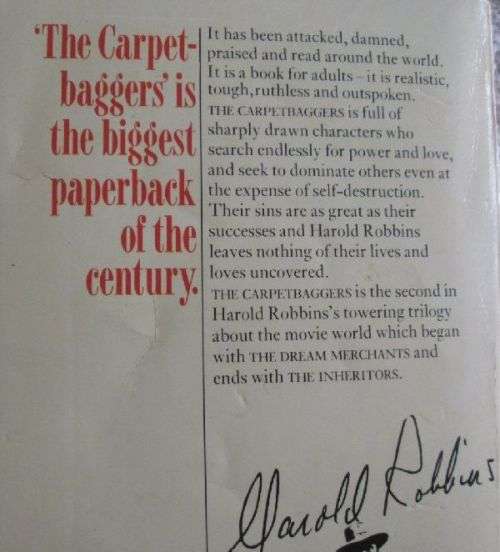 'The Carpet-
baggers' is
the biggest
paperback
of the
century.
It has been attacked, damned,
praised and read around the world.
It is a book for adults – it is realistic,
tough, ruthless and outspoken.
THE CARPETBAGGERS is full of
sharply drawn characters who
search endlessly for power and love,
and seek to dominate others even at
the expense of self-destruction.
Their sins are as great as their
successes and Harold Robbins
leaves nothing of their lives and
loves uncovered.
THE CARPETBAGGERS is the second in
Harold Robbins's towering trilogy
about the movie world which began
with THE DREAM MERCHANTS and
ends with THE INHERITORS.
Harold Robbins